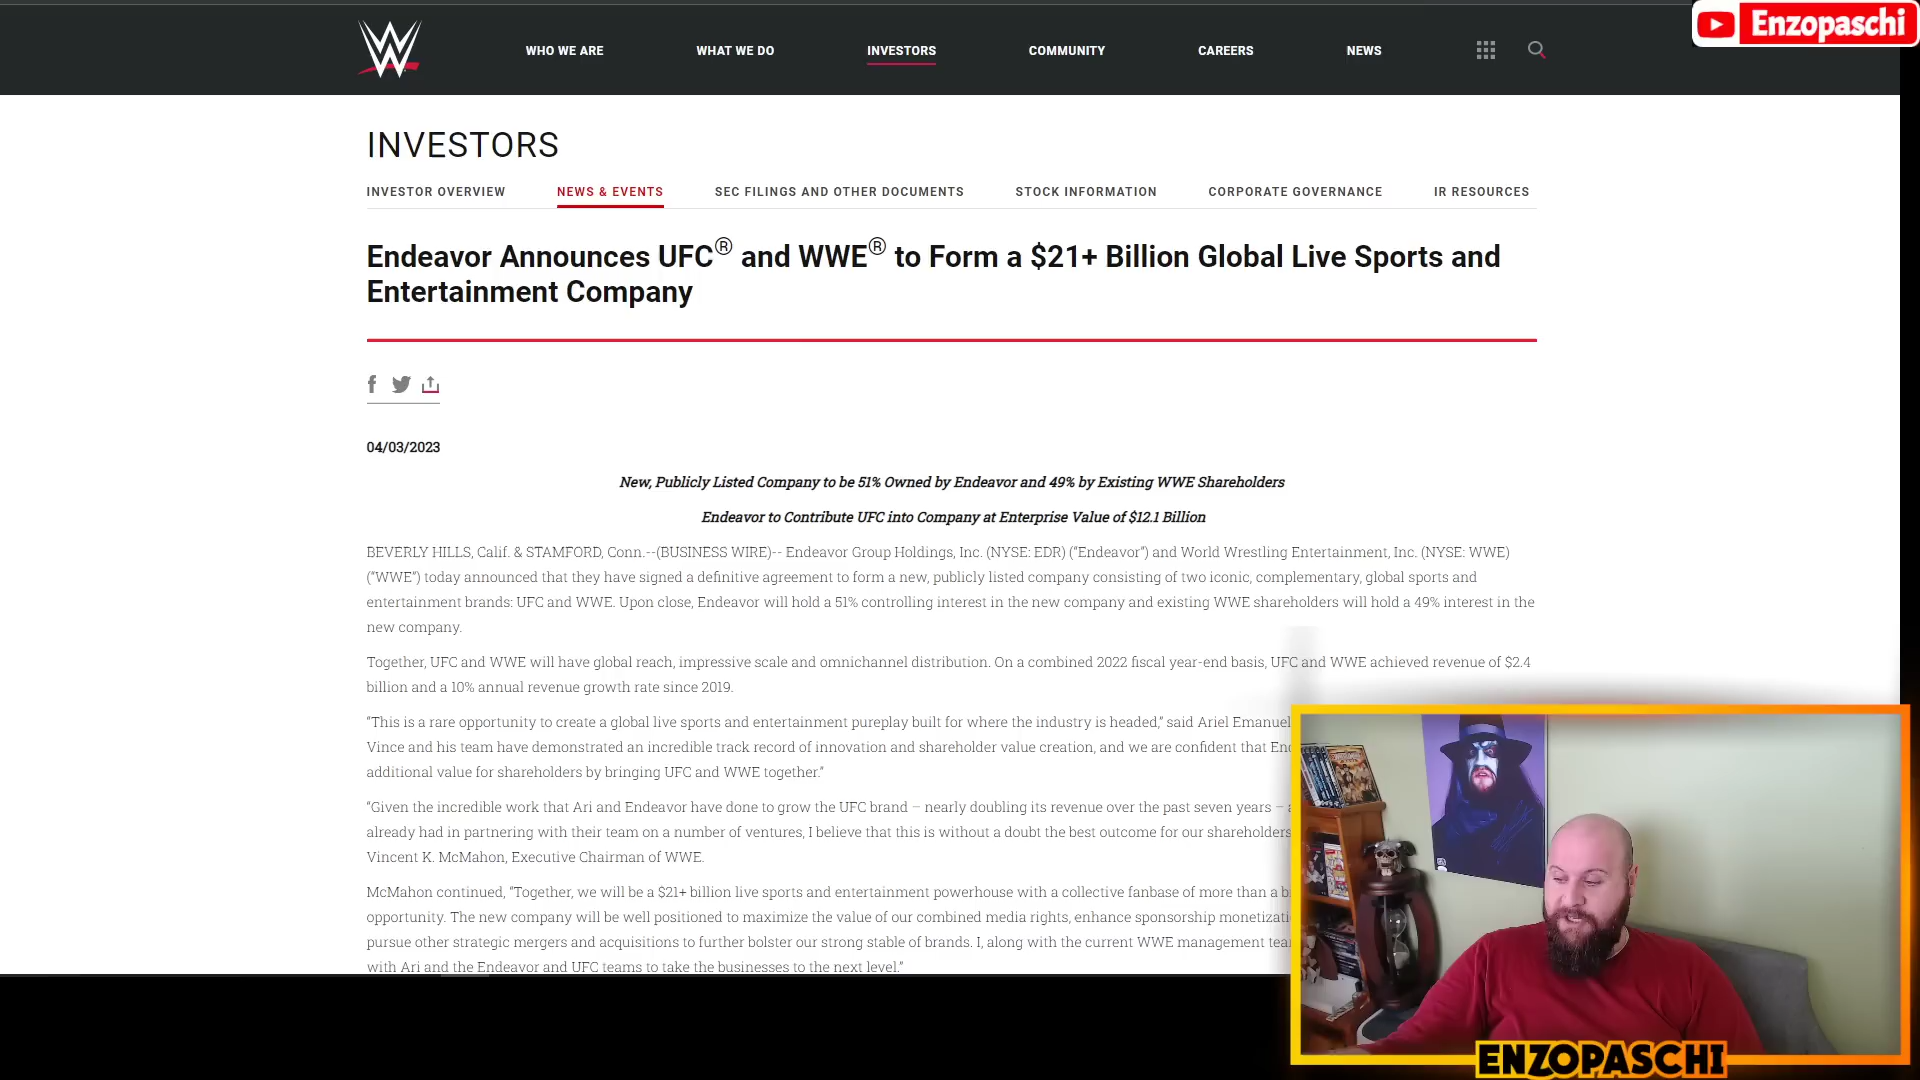 Enzopaschi
WHO WE ARE WHAT WE DO INVESTORS COMMUNITY CAREERS NEWS
INVESTORS
INVESTOR OVERVIEW NEWS & EVENTS SEC FILINGS AND OTHER DOCUMENTS STOCK INFORMATION CORPORATE GOVERNANCE IR RESOURCES
Endeavor Announces UFC® and WWE® to Form a $21+ Billion Global Live Sports and
Entertainment Company
04/03/2023
New, Publicly Listed Company to be 51% Owned by Endeavor and 49% by Existing WWE Shareholders
Endeavor to Contribute UFC into Company at Enterprise Value of $12.1 Billion
BEVERLY HILLS, Calif. & STAMFORD, Conn.--(BUSINESS WIRE)-- Endeavor Group Holdings, Inc. (NYSE: EDR) (“Endeavor”) and World Wrestling Entertainment, Inc. (NYSE: WWE)
(“WWE”) today announced that they have signed a definitive agreement to form a new, publicly listed company consisting of two iconic, complementary, global sports and
entertainment brands: UFC and WWE. Upon close, Endeavor will hold a 51% controlling interest in the new company and existing WWE shareholders will hold a 49% interest in the
new company.
Together, UFC and WWE will have global reach, impressive scale and omnichannel distribution. On a combined 2022 fiscal year-end basis, UFC and WWE achieved revenue of $2.4
billion and a 10% annual revenue growth rate since 2019.
“This is a rare opportunity to create a global live sports and entertainment pureplay built for where the industry is headed,” said Ariel Emanuel
Vince and his team have demonstrated an incredible track record of innovation and shareholder value creation, and we are confident that
additional value for shareholders by bringing UFC and WWE together.”
“Given the incredible work that Ari and Endeavor have done to grow the UFC brand – nearly doubling its revenue over the past seven years –
already had in partnering with their team on a number of ventures, I believe that this is without a doubt the best outcome for our shareholders
Vincent K. McMahon, Executive Chairman of WWE.
McMahon continued, “Together, we will be a $21+ billion live sports and entertainment powerhouse with a collective fanbase of more than a
opportunity. The new company will be well positioned to maximize the value of our combined media rights, enhance sponsorship
pursue other strategic mergers and acquisitions to further bolster our strong stable of brands. I, along with the current WWE management
with Ari and the Endeavor and UFC teams to take the businesses to the next level.”
ENZOPASCHI